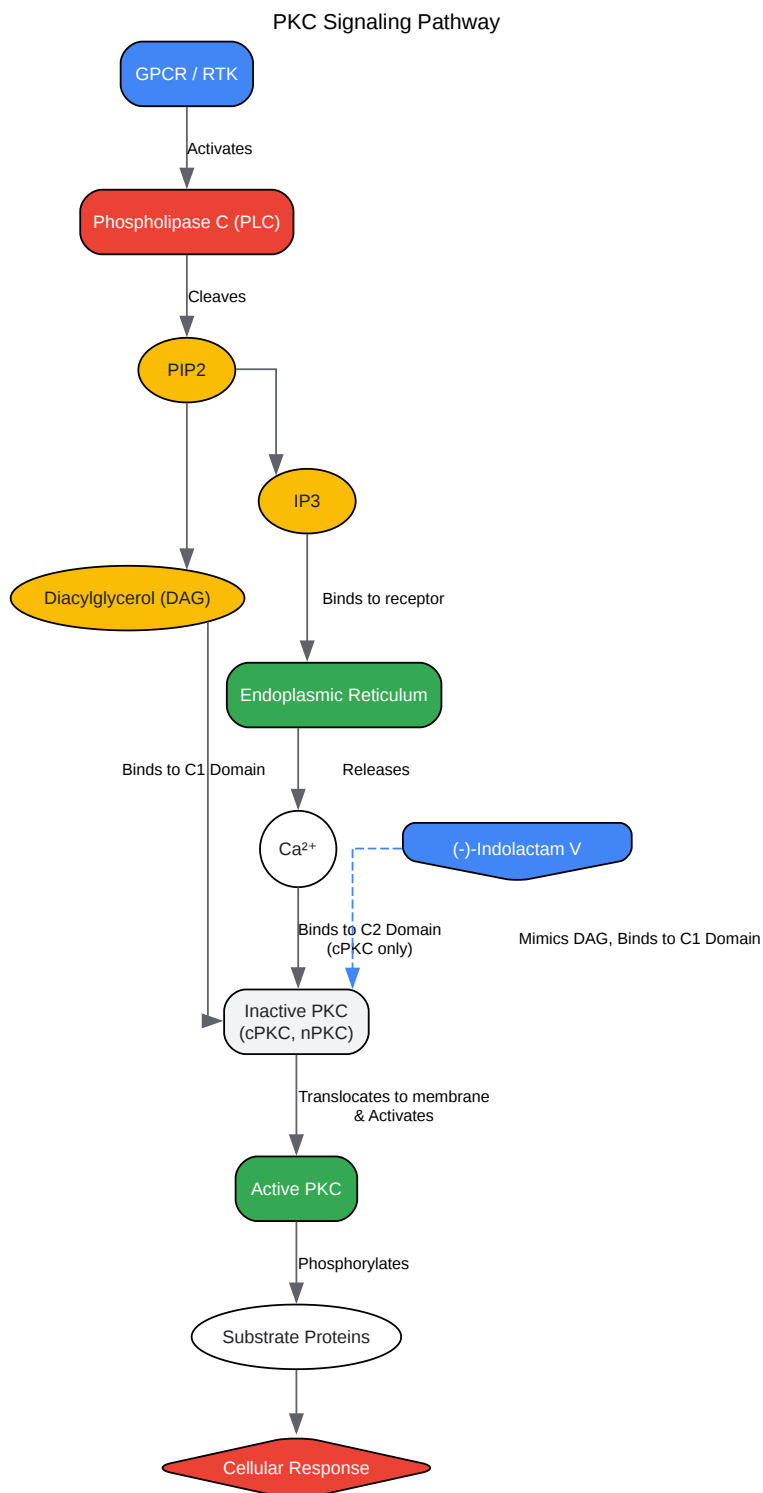 PKC Signaling Pathway
GPCR / RTK
Activates
Phospholipase C (PLC)
Cleaves
PIP2
IP3
Diacylglycerol (DAG)
Binds to receptor
Endoplasmic Reticulum
Binds to C1 Domain
Releases
Ca²⁺
(-)-Indolactam V
Binds to C2 Domain
(cPKC only)
Mimics DAG, Binds to C1 Domain
Inactive PKC
(cPKC, nPKC)
Translocates to membrane
& Activates
Active PKC
Phosphorylates
Substrate Proteins
Cellular Response